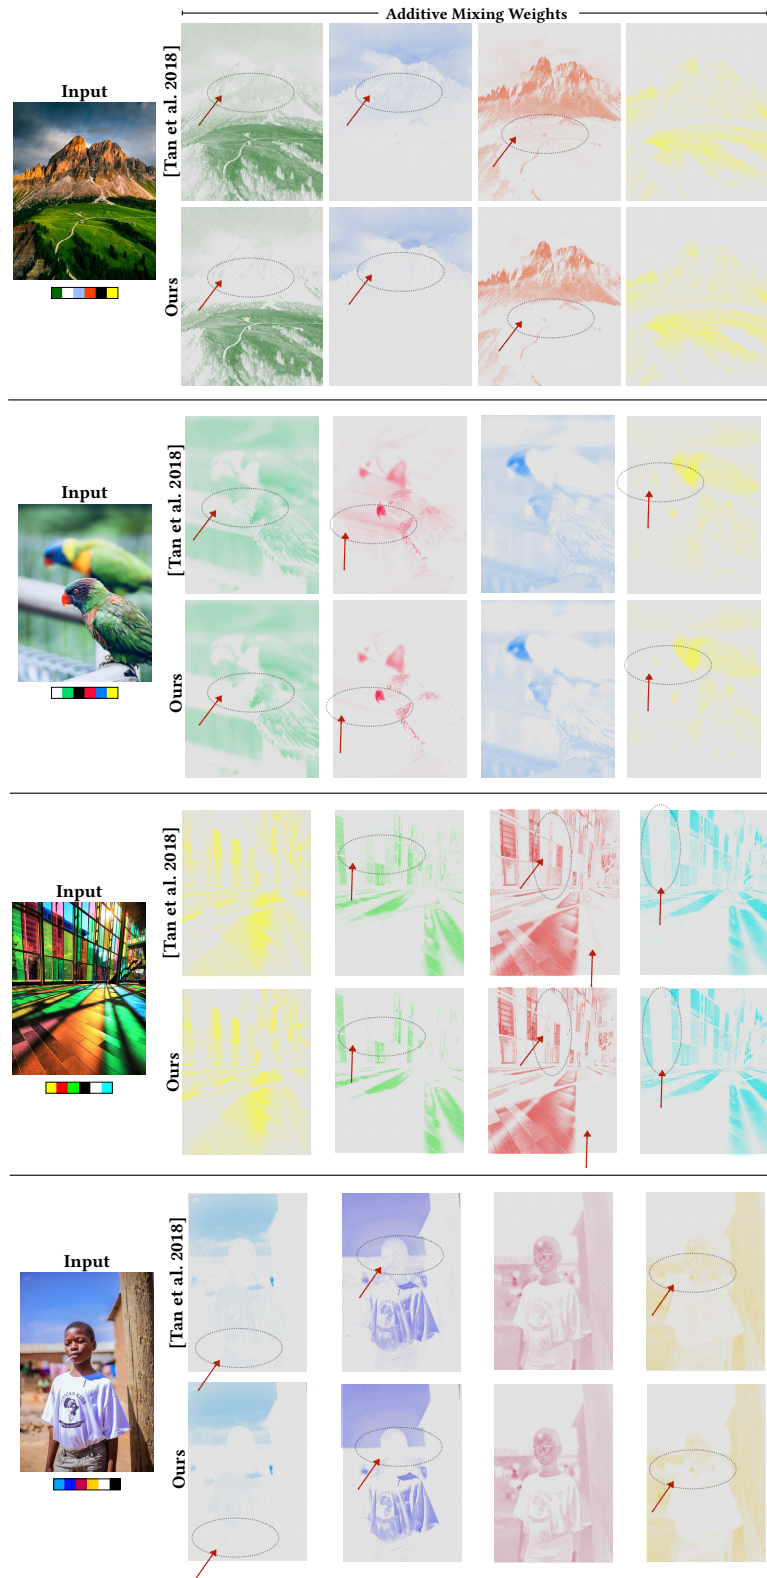 Additive Mixing Weights
Input
[Tan et al. 2018]
Ours
Input
[Tan et al. 2018]
Ours
Input
[Tan et al. 2018]
Ours
Input
[Tan et al. 2018]
Ours